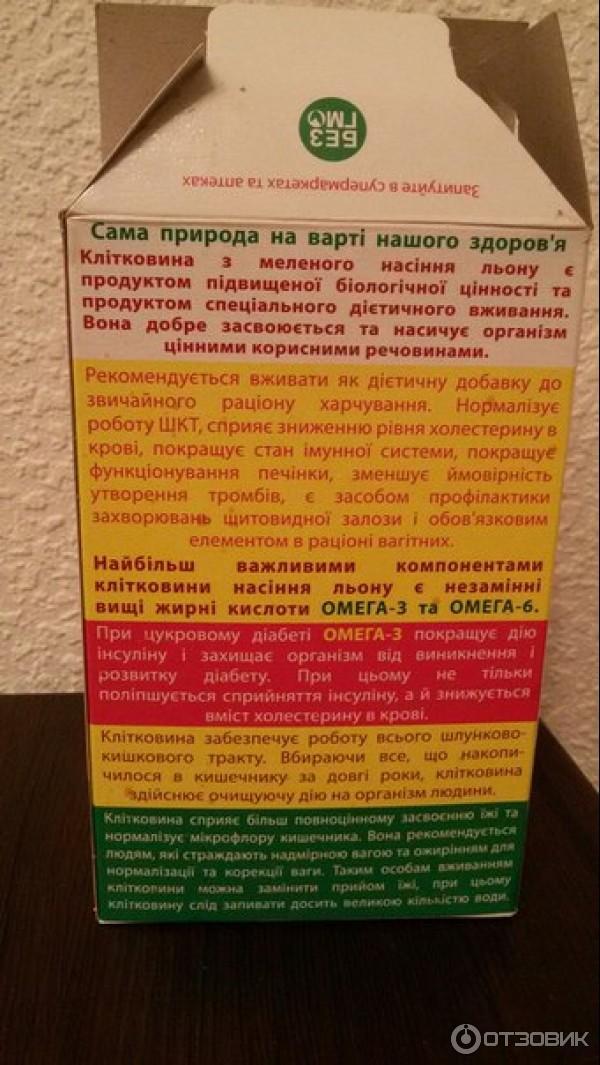 БЕЗ
ГМО
Запитуйте в супермаркетах та аптеках
Сама природа на варті нашого здоров'я
Клітковина з меленого насіння льону є
продуктом підвищеної біологічної цінності та
продуктом спеціального дієтичного вживання.
Вона добре засвоюється та насичує організм
цінними корисними речовинами.
Рекомендується вживати як дієтичну добавку до
звичайного раціону харчування. Нормалізує
роботу ШКТ, сприяє зниженню рівня холестерину в
крові, покращує стан імунної системи, покращує
функціонування печінки, зменшує ймовірність
утворення тромбів, є засобом профілактики
захворювань щитовидної залози і обов'язковим
елементом в раціоні вагітних.
Найбільш важливими компонентами
клітковини насіння льону є незамінні
вищі жирні кислоти ОМЕГА-3 та ОМЕГА-6.
При цукровому діабеті ОМЕГА-3 покращує дію
інсуліну і захищає організм від виникнення і
розвитку діабету. При цьому не тільки
поліпшується сприйняття інсуліну, а й знижується
вміст холестерину в крові.
Клітковина забезпечує роботу всього шлунково-
кишкового тракту. Вбираючи все, що накопи-
чилося в кишечнику за довгі роки, клітковина
здійснює очищуючу дію на організм людини.
Клітковина сприяє більш повноцінному засвоєнню їжі та
нормалізує мікрофлору кишечника. Вона рекомендується
людям, які страждають надмірною вагою та ожирінням для
нормалізації та корекції ваги. Таким особам вживанням
клітковини можна замінити прийом їжі, при цьому
клітковину слід запивати досить великою кількістю води.
ОТЗОВИК